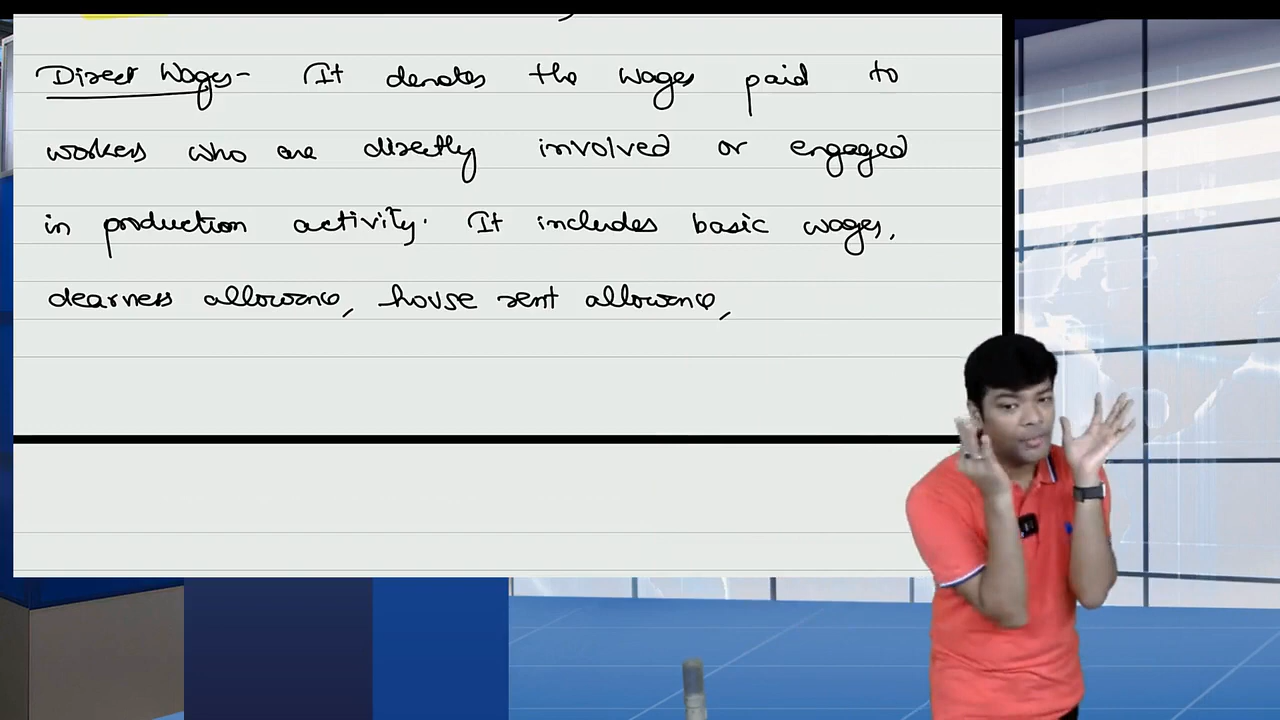 Direct Wages- It denotes the wages paid to
workers who are directly involved or engaged
in production activity. It includes basic wages,
dearness allowance, house rent allowance,